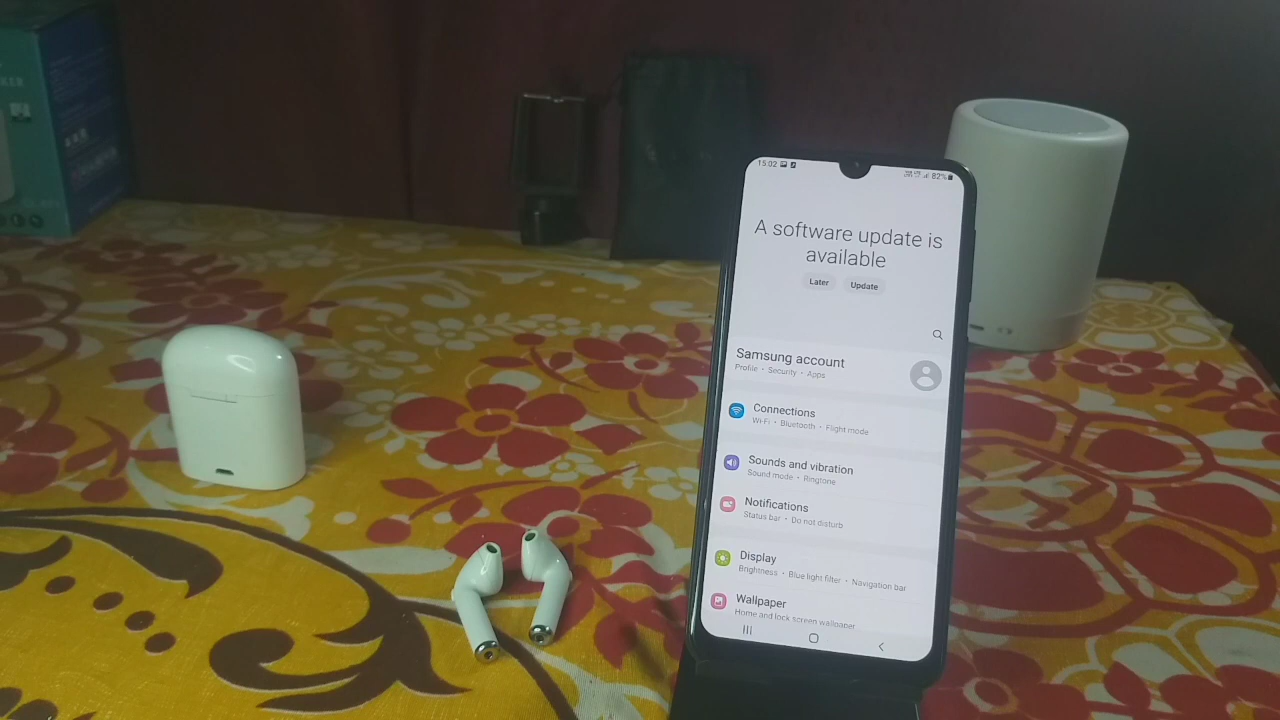 15:02
82%
A software update is
available
Later Update
Samsung account
Profile • Security • Apps
Connections
Wi-Fi • Bluetooth • Flight mode
Sounds and vibration
Sound mode • Ringtone
Notifications
Status bar • Do not disturb
Display
Brightness • Blue light filter • Navigation bar
Wallpaper
Home and lock screen wallpaper